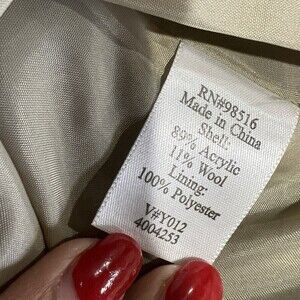 RN#98516
Made in China
Shell:
89% Acrylic
11% Wool
Lining:
100% Polyester
V#Y012
4004253